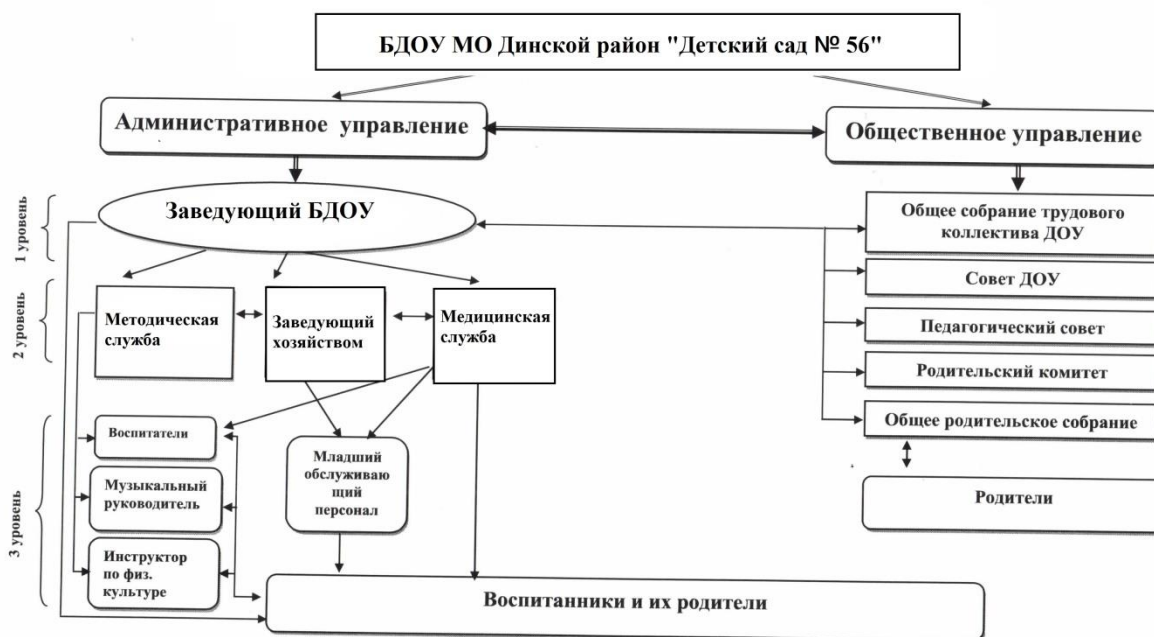 БДОУ МО Динской район "Детский сад № 56"
Административное управление
Общественное управление
1 уровень
Заведующий БДОУ
Общее собрание трудового
коллектива ДОУ
Совет ДОУ
Педагогический совет
Родительский комитет
Общее родительское собрание
Родители
2 уровень
Методическая
служба
Заведующий
хозяйством
Медицинская
служба
3 уровень
Воспитатели
Музыкальный
руководитель
Инструктор
по физ.
культуре
Младший
обслуживаю
щий
персонал
Воспитанники и их родители